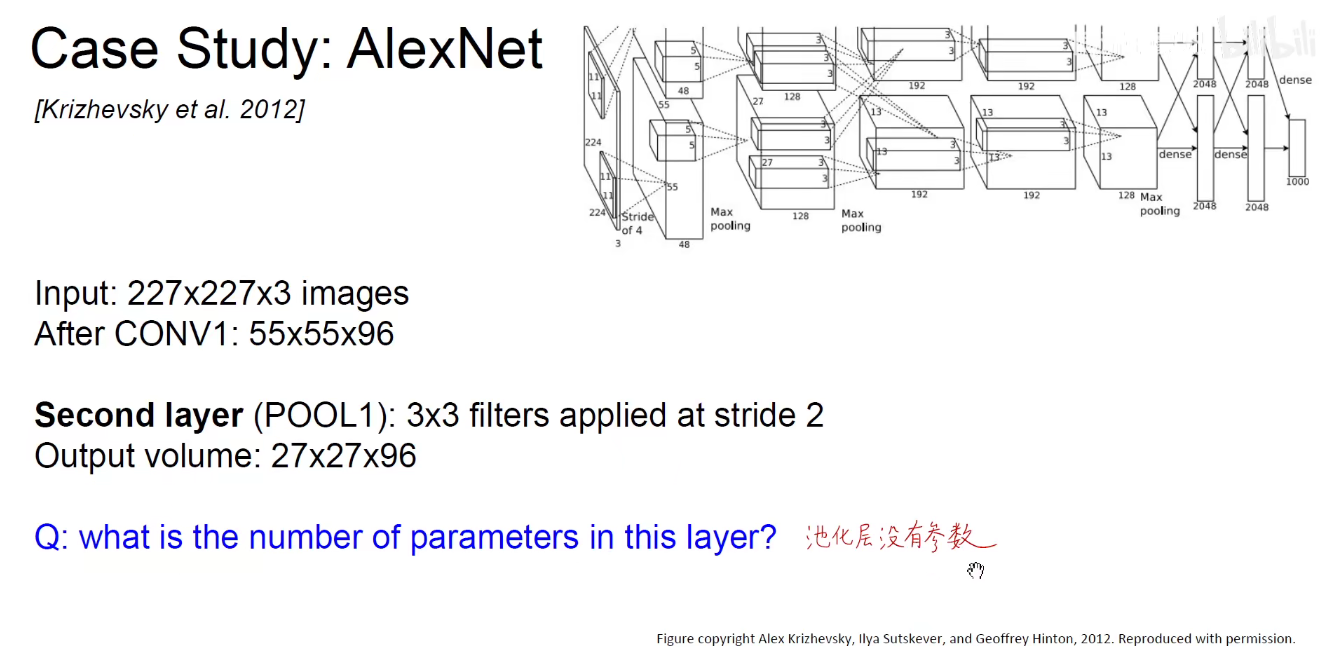 Case Study: AlexNet
[Krizhevsky et al. 2012]
bilibili
11
11
224
224
3
11
11
Stride
of 4
5
5
48
55
5
5
55
48
Max
pooling
3
3
128
27
3
3
27
3
3
128
Max
pooling
3
3
192
13
13
3
3
192
3
3
192
3
3
13
192
128
13
13
128
Max
pooling
dense
dense
dense
2048
2048
2048
2048
1000
Input: 227x227x3 images
After CONV1: 55x55x96
Second layer (POOL1): 3x3 filters applied at stride 2
Output volume: 27x27x96
Q: what is the number of parameters in this layer? 池化层没有参数
Figure copyright Alex Krizhevsky, Ilya Sutskever, and Geoffrey Hinton, 2012. Reproduced with permission.